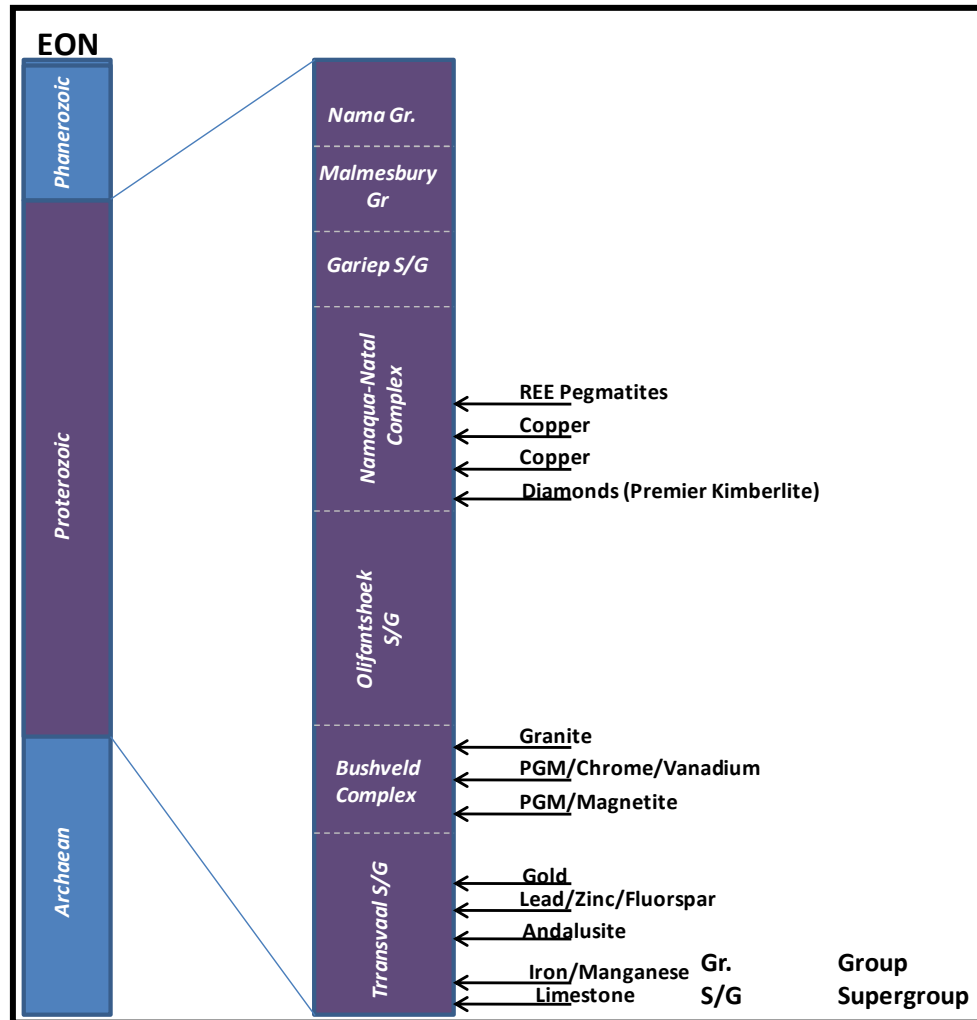 EON
Phanerozoic
Proterozoic
Archaean
Nama Gr.
Malmesbury
Gr
Gariep S/G
Namaqua-Natal
Complex
Olifantshoek
S/G
Bushveld
Complex
Trransvaal S/G
REE Pegmatites
Copper
Copper
Diamonds (Premier Kimberlite)
Granite
PGM/Chrome/Vanadium
PGM/Magnetite
Gold
Lead/Zinc/Fluorspar
Andalusite
Iron/Manganese
Limestone
Gr. Group
S/G Supergroup